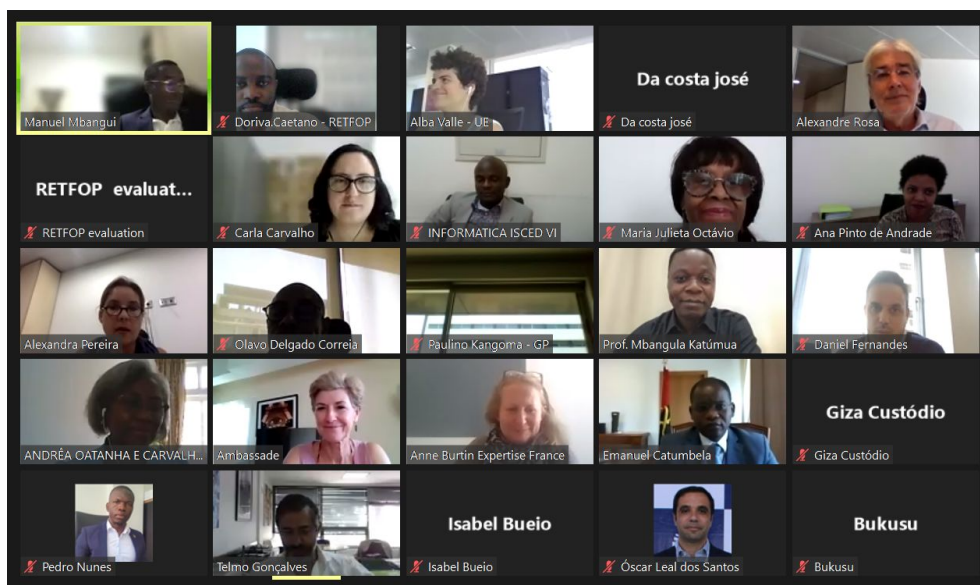 Manuel Mbangui
Doriva.Caetano - RETFOP
Alba Valle - UE
Da costa josé
Da costa josé
Alexandre Rosa
RETFOP evaluat...
RETFOP evaluation
Carla Carvalho
INFORMATICA ISCED VI
Maria Julieta Octávio
Ana Pinto de Andrade
Alexandra Pereira
Olavo Delgado Correia
Paulino Kangoma - GP
Prof. Mbangula Katúmua
Daniel Fernandes
ANDRÊA OATANHA E CARVALH...
Ambassade
Anne Burtin Expertise France
Emanuel Catumbela
Giza Custódio
Giza Custódio
Pedro Nunes
Telmo Gonçalves
Isabel Bueio
Isabel Bueio
Óscar Leal dos Santos
Bukusu
Bukusu